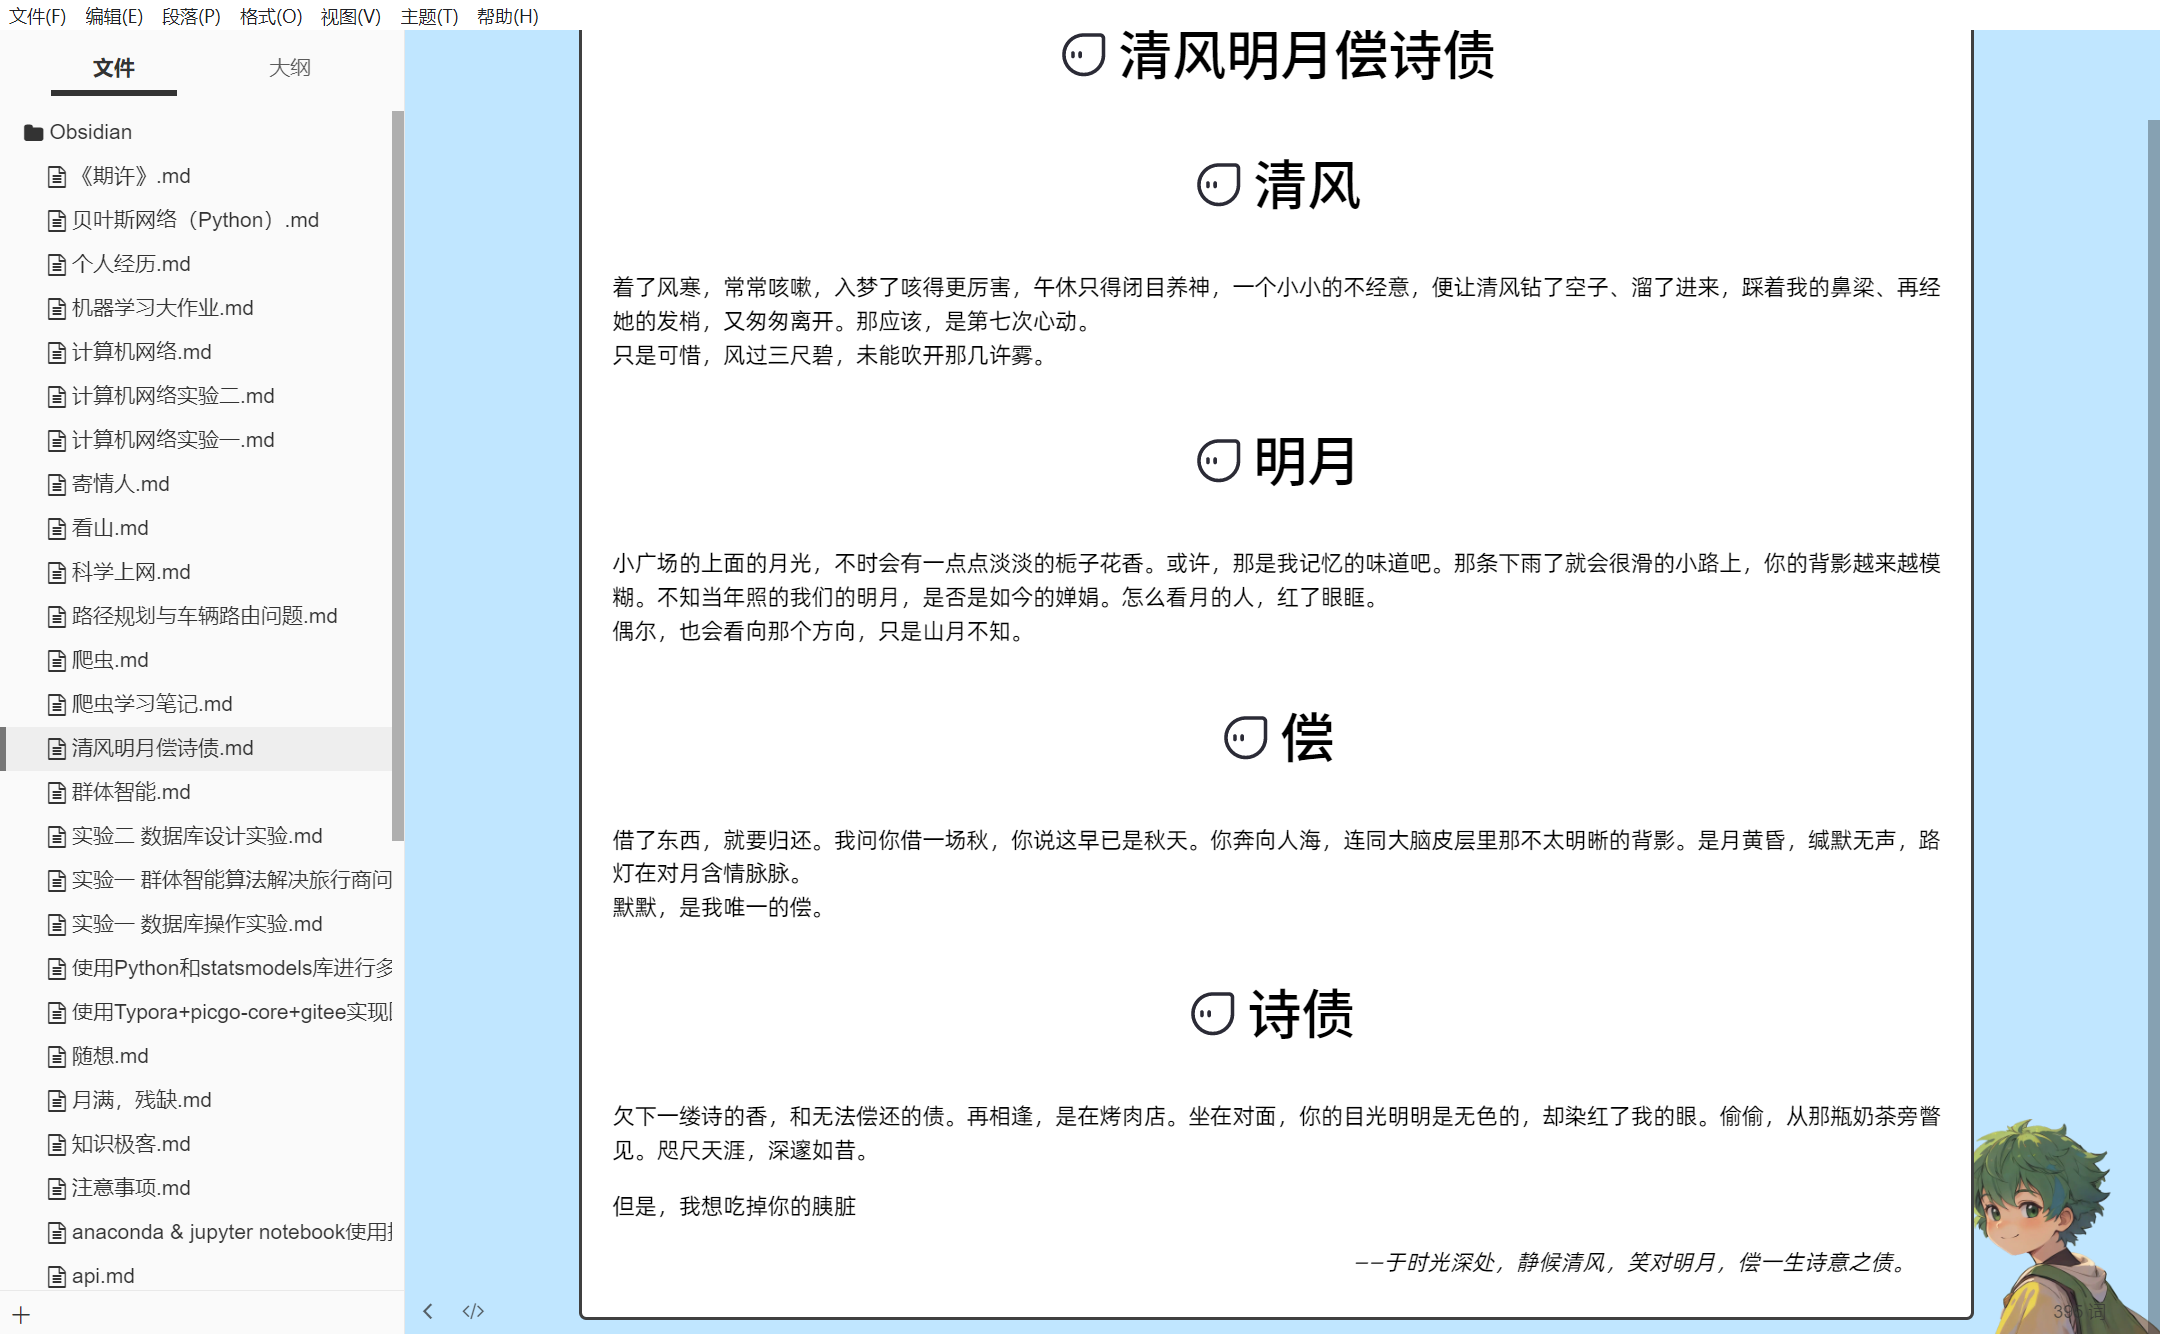 文件(F) 编辑(E) 段落(P) 格式(O) 视图(V) 主题(T) 帮助(H)
文件 大纲
Obsidian
《期许》.md
贝叶斯网络（Python）.md
个人经历.md
机器学习大作业.md
计算机网络.md
计算机网络实验二.md
计算机网络实验一.md
寄情人.md
看山.md
科学上网.md
路径规划与车辆路由问题.md
爬虫.md
爬虫学习笔记.md
清风明月偿诗债.md
群体智能.md
实验二 数据库设计实验.md
实验一 群体智能算法解决旅行商问
实验一 数据库操作实验.md
使用Python和statsmodels库进行多
使用Typora+picgo-core+gitee实现
随想.md
月满，残缺.md
知识极客.md
注意事项.md
anaconda & jupyter notebook使用
api.md
清风明月偿诗债
清风
着了风寒，常常咳嗽，入梦了咳得更厉害，午休只得闭目养神，一个小小的不经意，便让清风钻了空子、溜了进来，踩着我的鼻梁、再经
她的发梢，又匆匆离开。那应该，是第七次心动。
只是可惜，风过三尺碧，未能吹开那几许雾。
明月
小广场的上面的月光，不时会有一点点淡淡的栀子花香。或许，那是我记忆的味道吧。那条下雨了就会很滑的小路上，你的背影越来越模
糊。不知当年照的我们的明月，是否是如今的婵娟。怎么看月的人，红了眼眶。
偶尔，也会看向那个方向，只是山月不知。
偿
借了东西，就要归还。我问你借一场秋，你说这早已是秋天。你奔向人海，连同大脑皮层里那不太明晰的背影。是月黄昏，缄默无声，路
灯在对月含情脉脉。
默默，是我唯一的偿。
诗债
欠下一缕诗的香，和无法偿还的债。再相逢，是在烤肉店。坐在对面，你的目光明明是无色的，却染红了我的眼。偷偷，从那瓶奶茶旁瞥
见。咫尺天涯，深邃如昔。
但是，我想吃掉你的胰脏
——于时光深处，静候清风，笑对明月，偿一生诗意之债。